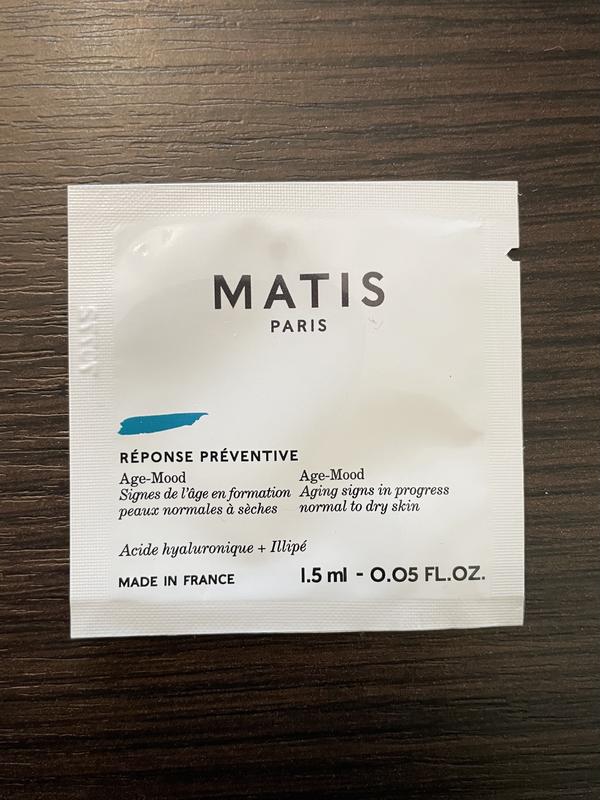 MATIS
PARIS
RÉPONSE PRÉVENTIVE
Age-Mood
Signes de l'âge en formation
peaux normales à sèches
Age-Mood
Aging signs in progress
normal to dry skin
Acide hyaluronique + Illipé
MADE IN FRANCE
1.5 ml - 0.05 FL.OZ.